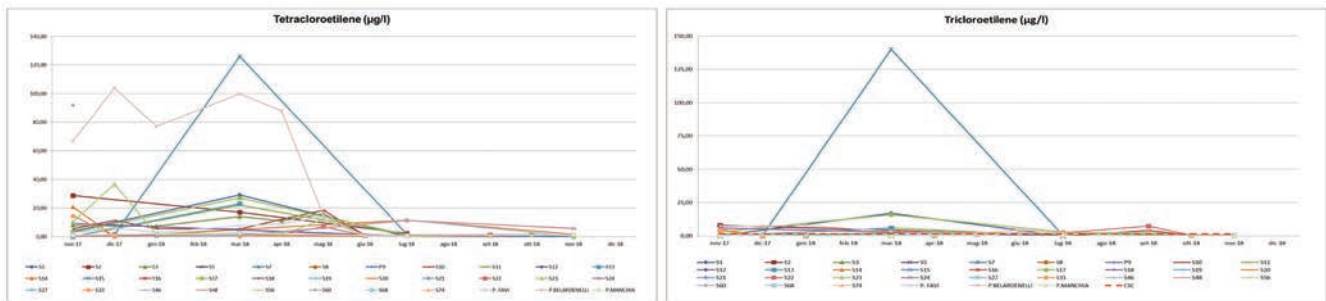 Tetracloroetilene (µg/l)
140,00
120,00
100,00
80,00
60,00
40,00
20,00
0,00
nov-17 dic-17 gen-18 feb-18 mar-18 apr-18 mag-18 giu-18 lug-18 ago-18 set-18 ott-18 nov-18 dic-18
S1 S2 S3 S5 S7 S8 P9 S10 S11 S12 S13
S14 S15 S16 S17 S18 S19 S20 S21 S22 S23 S24
S27 S33 S46 S48 S56 S60 S68 S74 P. FAVI P.BELARDENELLI P.MANCINIA
Tricloroetilene (µg/l)
150,00
125,00
100,00
75,00
50,00
25,00
0,00
nov-17 dic-17 gen-18 feb-18 mar-18 apr-18 mag-18 giu-18 lug-18 ago-18 set-18 ott-18 nov-18 dic-18
S1 S2 S3 S5 S7 S8 P9 S10 S11
S12 S13 S14 S15 S16 S17 S18 S19 S20
S21 S22 S23 S24 S27 S33 S46 S48 S56
S60 S68 S74 P. FAVI P.BELARDENELLI P.MANCINIA CSC